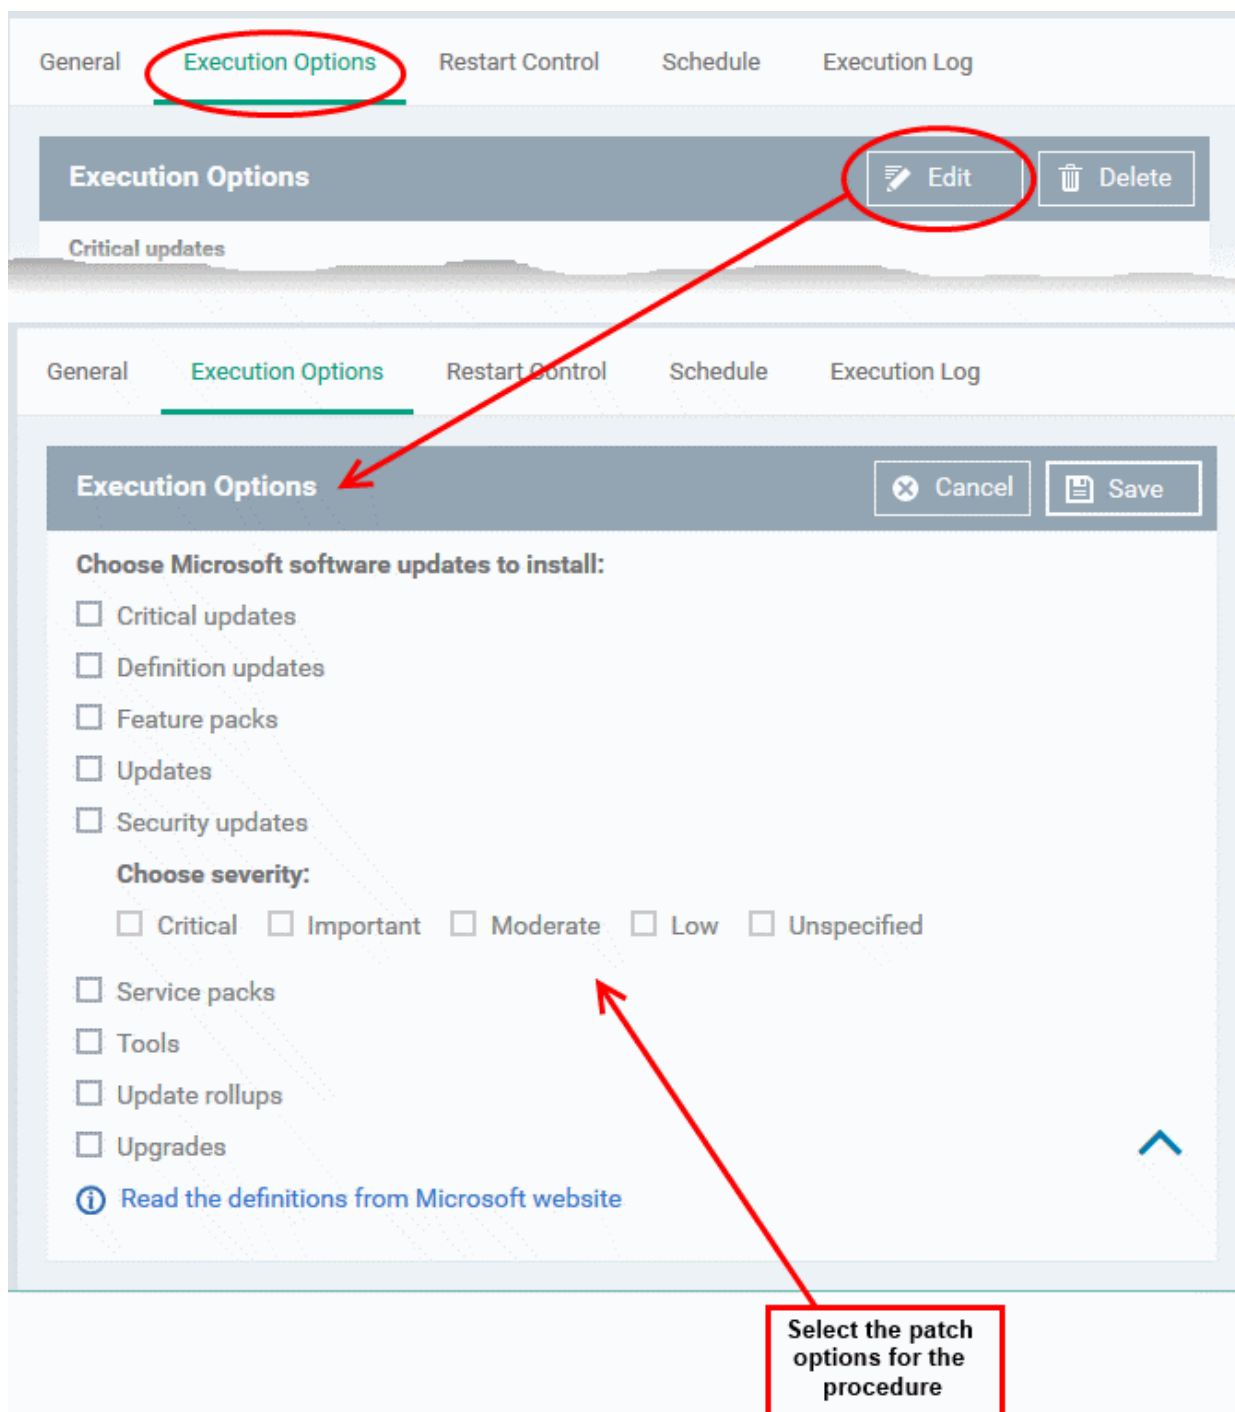 General Execution Options Restart Control Schedule Execution Log
Execution Options Edit Delete
Critical updates
General Execution Options Restart Control Schedule Execution Log
Execution Options Cancel Save
Choose Microsoft software updates to install:
Critical updates
Definition updates
Feature packs
Updates
Security updates
Choose severity:
Critical Important Moderate Low Unspecified
Service packs
Tools
Update rollups
Upgrades
Read the definitions from Microsoft website
Select the patch
options for the
procedure